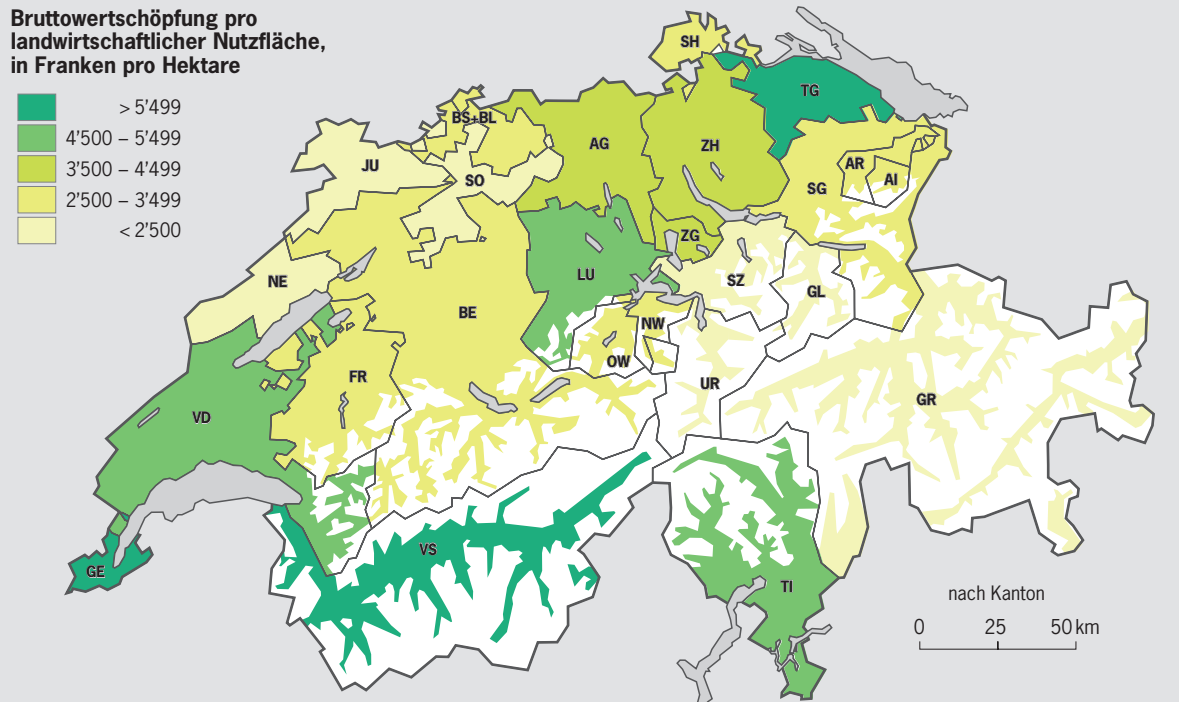 Bruttowertschöpfung pro
landwirtschaftlicher Nutzfläche,
in Franken pro Hektare
> 5'499
4'500 – 5'499
3'500 – 4'499
2'500 – 3'499
< 2'500
SH
TG
BS+BL
AG
ZH
JU
SO
AR
AI
SG
ZG
NE
LU
SZ
GL
BE
NW
OW
FR
UR
GR
VD
VS
GE
TI
nach Kanton
0 25 50 km